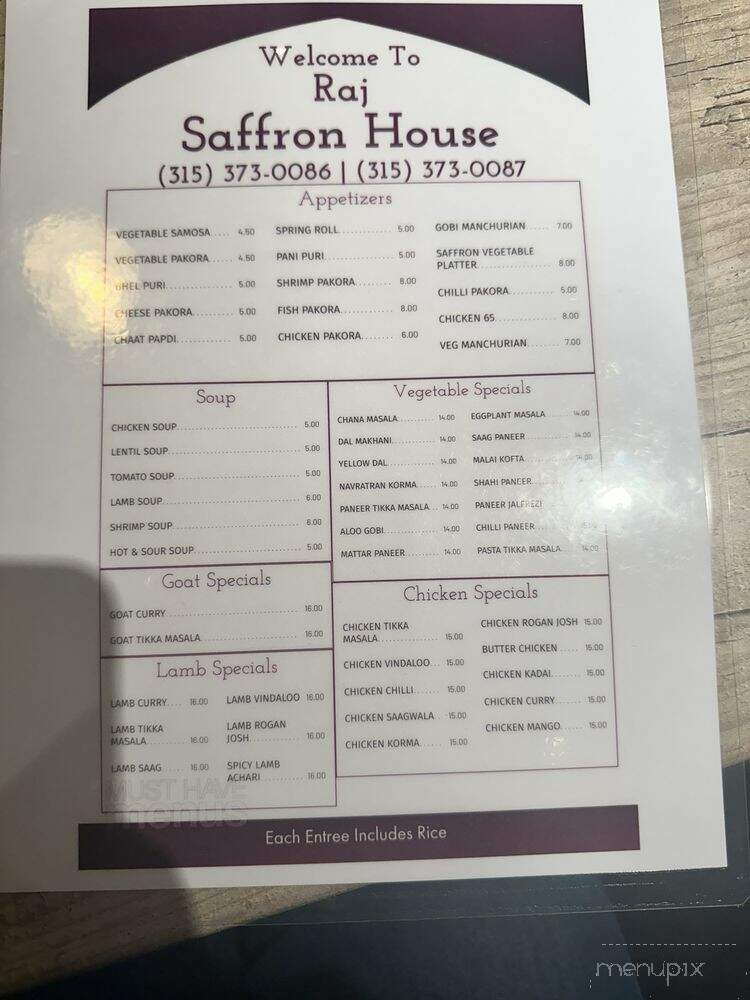 Welcome To
Raj
Saffron House
(315) 373-0086 | (315) 373-0087
Appetizers
VEGETABLE SAMOSA..... 4.50
VEGETABLE PAKORA..... 4.50
BHEL PURI..... 5.00
CHEESE PAKORA..... 5.00
CHAAT PAPDI..... 5.00
SPRING ROLL..... 5.00
PANI PURI..... 5.00
SHRIMP PAKORA..... 8.00
FISH PAKORA..... 8.00
CHICKEN PAKORA..... 6.00
GOBI MANCHURIAN..... 7.00
SAFFRON VEGETABLE
PLATTER..... 8.00
CHILLI PAKORA..... 5.00
CHICKEN 65..... 8.00
VEG MANCHURIAN..... 7.00
Soup
CHICKEN SOUP..... 5.00
LENTIL SOUP..... 5.00
TOMATO SOUP..... 5.00
LAMB SOUP..... 6.00
SHRIMP SOUP..... 6.00
HOT & SOUR SOUP..... 5.00
Vegetable Specials
CHANA MASALA..... 14.00
DAL MAKHANI..... 14.00
YELLOW DAL..... 14.00
NAVRATRAN KORMA..... 14.00
PANEER TIKKA MASALA... 14.00
ALOO GOBI..... 14.00
MATTAR PANEER..... 14.00
EGGPLANT MASALA..... 14.00
SAAG PANEER..... 14.00
MALAI KOFTA..... 14.00
SHAHI PANEER.....
PANEER JALFREZI
CHILLI PANEER.....
PASTA TIKKA MASALA..... 14.00
Goat Specials
GOAT CURRY..... 16.00
GOAT TIKKA MASALA..... 16.00
Lamb Specials
LAMB CURRY.... 16.00
LAMB TIKKA
MASALA..... 16.00
LAMB SAAG..... 16.00
LAMB VINDALOO 16.00
LAMB ROGAN
JOSH..... 16.00
SPICY LAMB
ACHARI..... 16.00
Chicken Specials
CHICKEN TIKKA
MASALA..... 15.00
CHICKEN VINDALOO... 15.00
CHICKEN CHILLI..... 15.00
CHICKEN SAAGWALA.. 15.00
CHICKEN KORMA..... 15.00
CHICKEN ROGAN JOSH 15.00
BUTTER CHICKEN..... 15.00
CHICKEN KADAI..... 15.00
CHICKEN CURRY..... 15.00
CHICKEN MANGO..... 15.00
MUST HAVE
menus
Each Entree Includes Rice
menupix